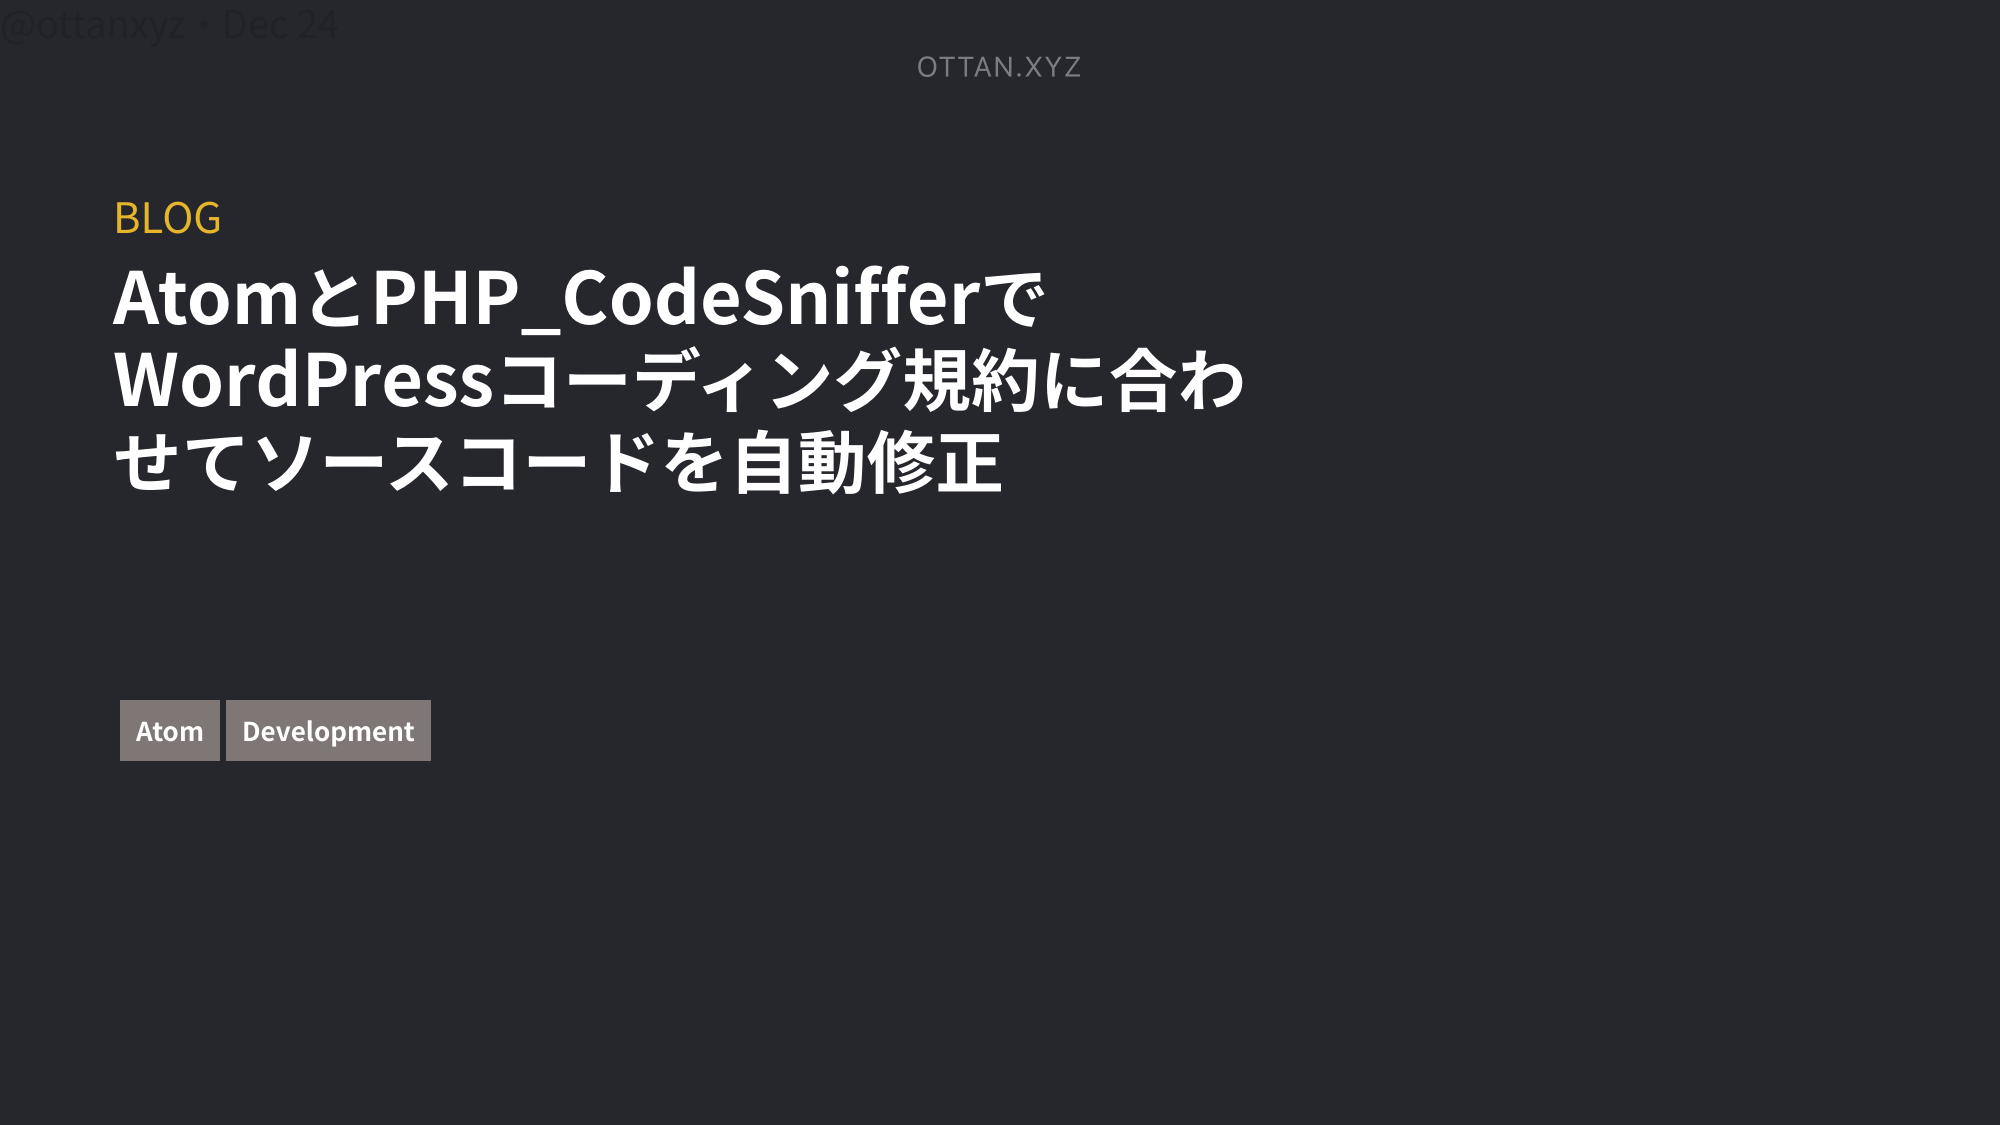 @ottanxyz・Dec 24
OTTAN.XYZ
BLOG
AtomとPHP_CodeSnifferで
WordPressコーディング規約に合わ
せてソースコードを自動修正
Atom
Development